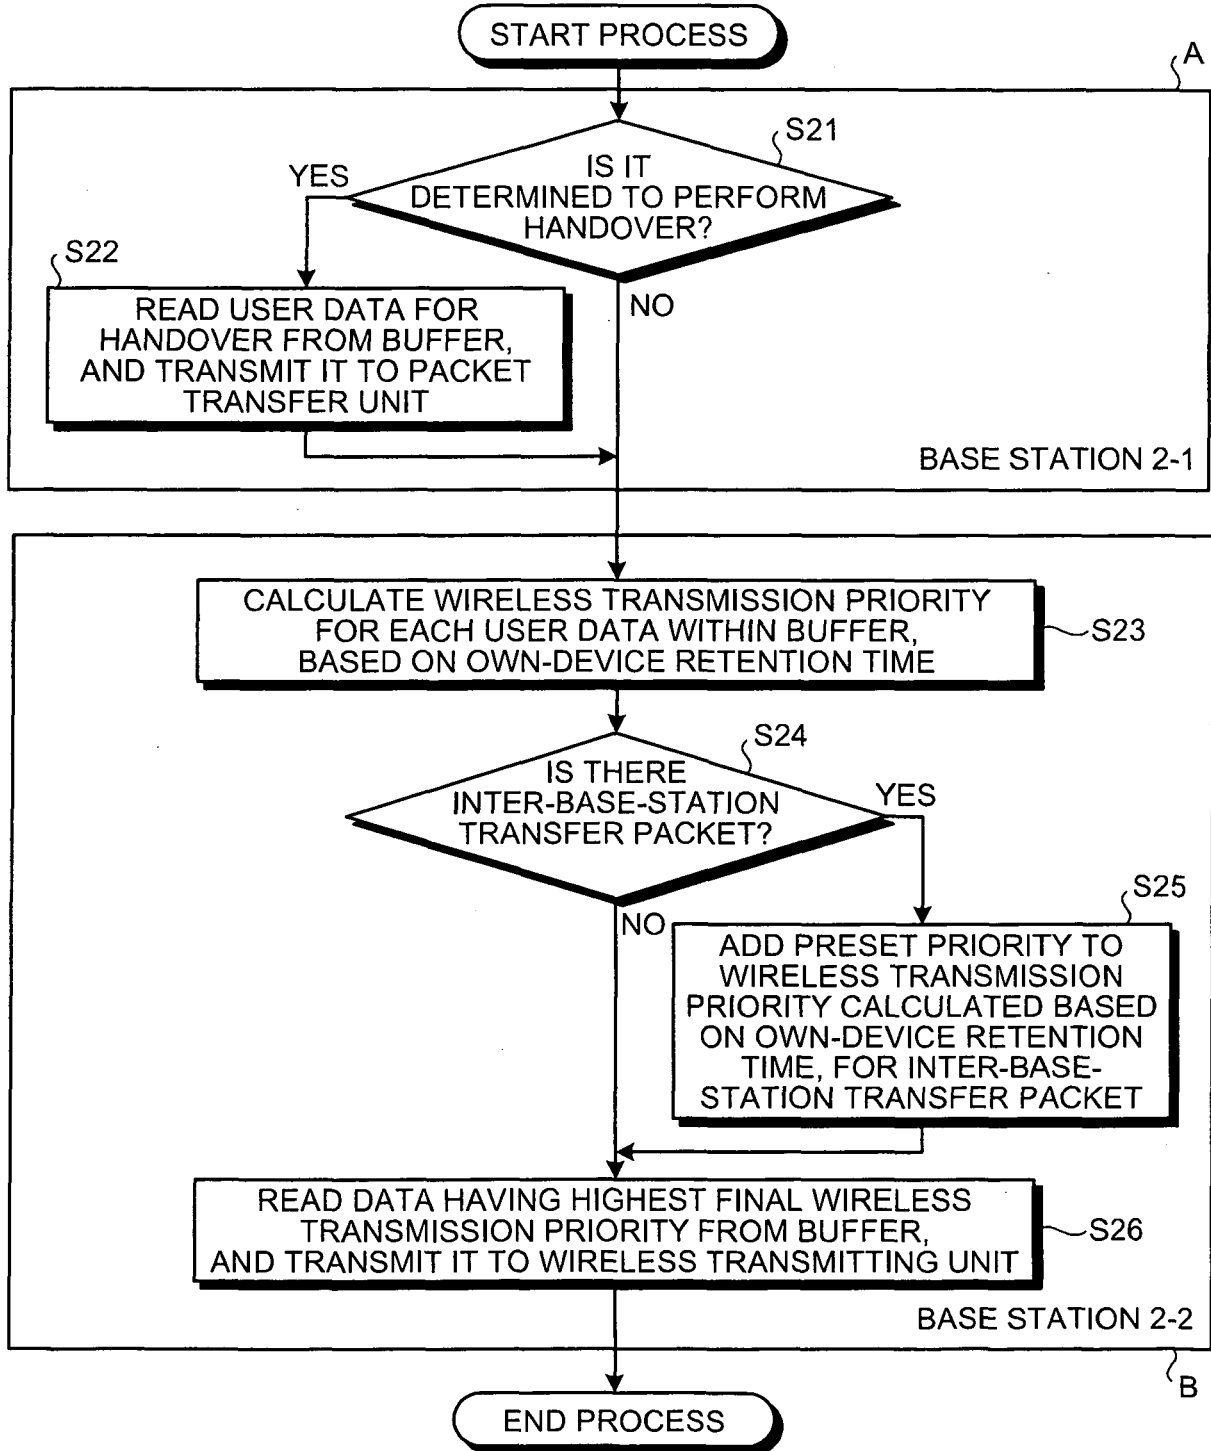 START PROCESS
A
S21
IS IT
DETERMINED TO PERFORM
HANDOVER?
YES
NO
S22
READ USER DATA FOR
HANDOVER FROM BUFFER,
AND TRANSMIT IT TO PACKET
TRANSFER UNIT
BASE STATION 2-1
CALCULATE WIRELESS TRANSMISSION PRIORITY
FOR EACH USER DATA WITHIN BUFFER,
BASED ON OWN-DEVICE RETENTION TIME
S23
S24
IS THERE
INTER-BASE-STATION
TRANSFER PACKET?
YES
NO
S25
ADD PRESET PRIORITY TO
WIRELESS TRANSMISSION
PRIORITY CALCULATED BASED
ON OWN-DEVICE RETENTION
TIME, FOR INTER-BASE-
STATION TRANSFER PACKET
READ DATA HAVING HIGHEST FINAL WIRELESS
TRANSMISSION PRIORITY FROM BUFFER,
AND TRANSMIT IT TO WIRELESS TRANSMITTING UNIT
S26
BASE STATION 2-2
B
END PROCESS